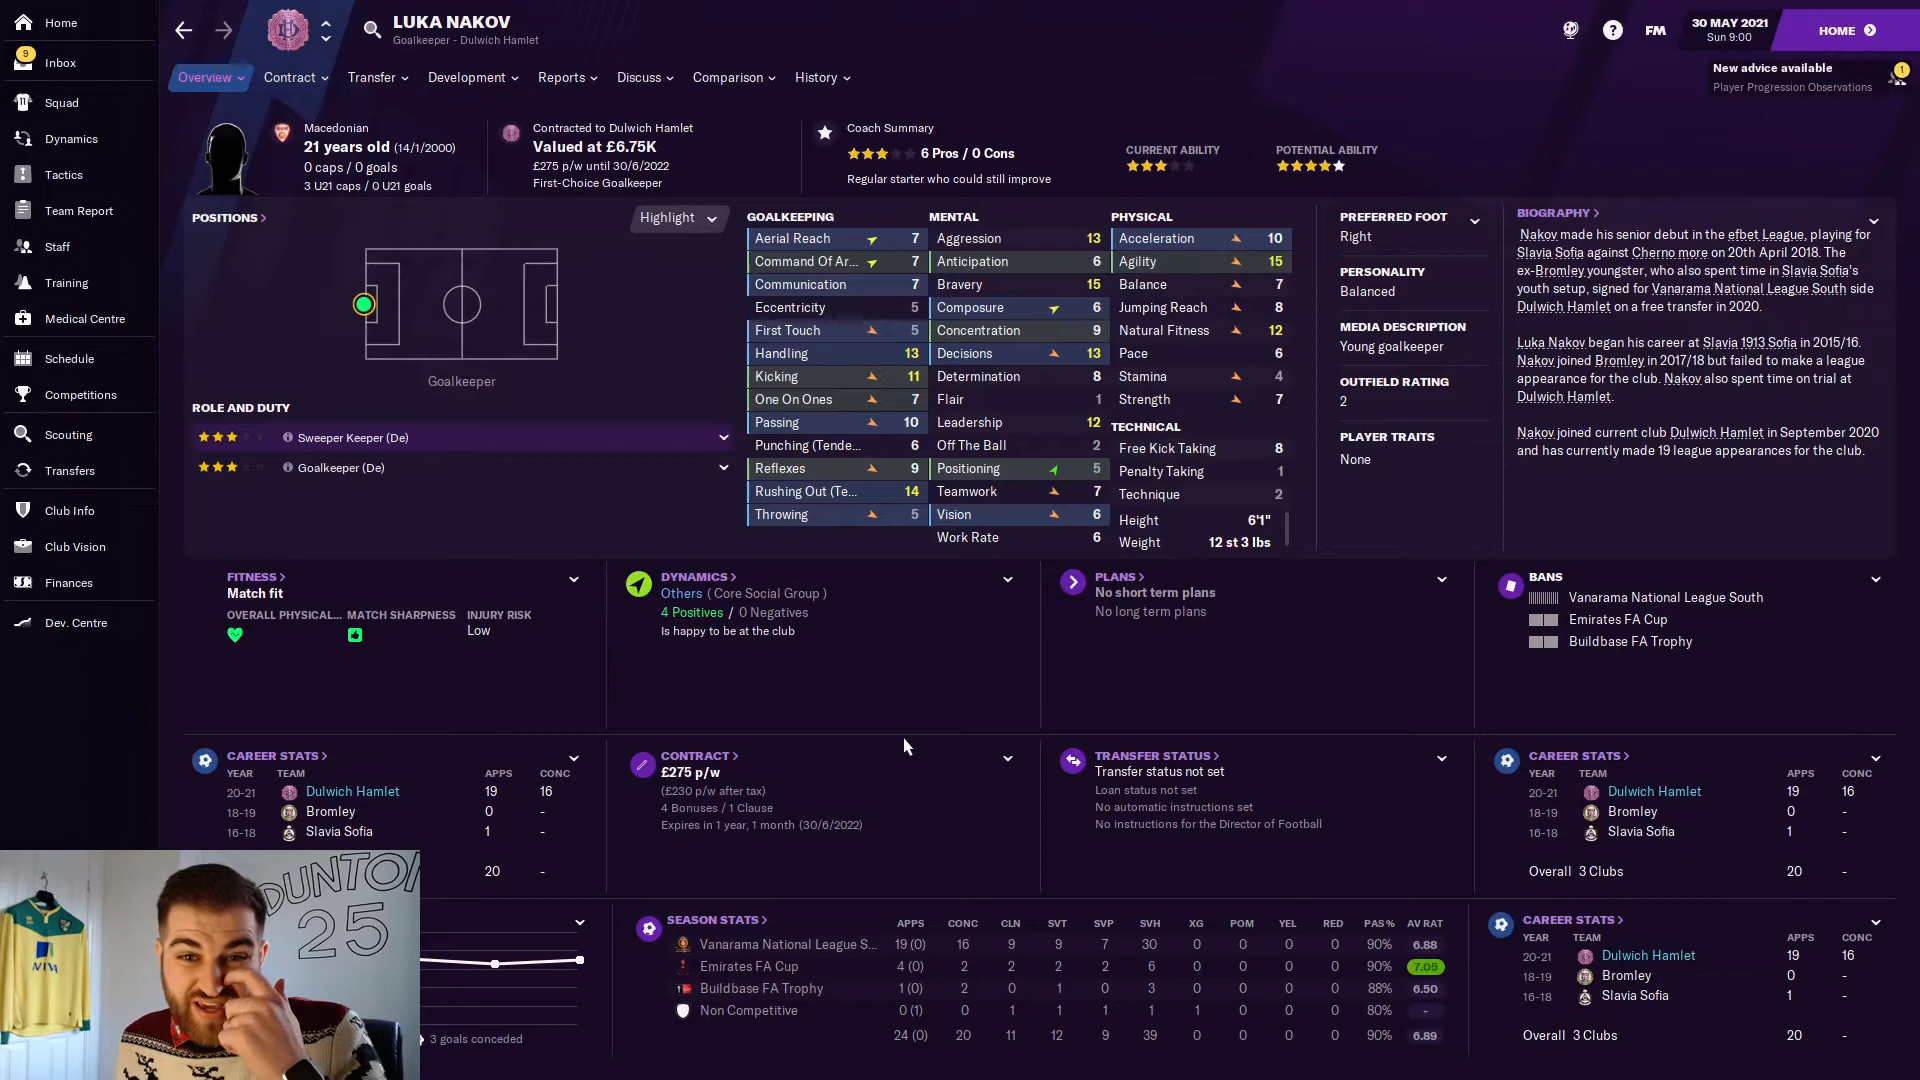 Home
9
Inbox
Squad
Dynamics
Tactics
Team Report
Staff
Training
Medical Centre
Schedule
Competitions
Scouting
Transfers
Club Info
Club Vision
Finances
Dev. Centre
LUKA NAKOV
Goalkeeper - Dulwich Hamlet
FM
30 MAY 2021
Sun 9:00
HOME
New advice available
Player Progression Observations
1
Overview
Contract
Transfer
Development
Reports
Discuss
Comparison
History
Macedonian
21 years old (14/1/2000)
0 caps / 0 goals
3 U21 caps / 0 U21 goals
Contracted to Dulwich Hamlet
Valued at £6.75K
£275 p/w until 30/6/2022
First-Choice Goalkeeper
Coach Summary
6 Pros / 0 Cons
Regular starter who could still improve
CURRENT ABILITY
POTENTIAL ABILITY
POSITIONS >
Highlight
Goalkeeper
ROLE AND DUTY
Sweeper Keeper (De)
Goalkeeper (De)
GOALKEEPING
Aerial Reach 7
Command Of Ar... 7
Communication 7
Eccentricity 5
First Touch 5
Handling 13
Kicking 11
One On Ones 7
Passing 10
Punching (Tende... 6
Reflexes 9
Rushing Out (Te... 14
Throwing 5
MENTAL
Aggression 13
Anticipation 6
Bravery 15
Composure 6
Concentration 9
Decisions 13
Determination 8
Flair 1
Leadership 12
Off The Ball 2
Positioning 5
Teamwork 7
Vision 6
Work Rate 6
PHYSICAL
Acceleration 10
Agility 15
Balance 7
Jumping Reach 8
Natural Fitness 12
Pace 6
Stamina 4
Strength 7
TECHNICAL
Free Kick Taking 8
Penalty Taking 1
Technique 2
Height 6'1"
Weight 12 st 3 lbs
PREFERRED FOOT
Right
PERSONALITY
Balanced
MEDIA DESCRIPTION
Young goalkeeper
OUTFIELD RATING
2
PLAYER TRAITS
None
BIOGRAPHY >
Nakov made his senior debut in the efbet League, playing for
Slavia Sofia against Cherno more on 20th April 2018. The
ex-Bromley youngster, who also spent time in Slavia Sofia's
youth setup, signed for Vanarama National League South side
Dulwich Hamlet on a free transfer in 2020.
Luka Nakov began his career at Slavia 1913 Sofia in 2015/16.
Nakov joined Bromley in 2017/18 but failed to make a league
appearance for the club. Nakov also spent time on trial at
Dulwich Hamlet.
Nakov joined current club Dulwich Hamlet in September 2020
and has currently made 19 league appearances for the club.
FITNESS >
Match fit
OVERALL PHYSICAL... MATCH SHARPNESS INJURY RISK
Low
DYNAMICS >
Others ( Core Social Group )
4 Positives / 0 Negatives
Is happy to be at the club
PLANS >
No short term plans
No long term plans
BANS
Vanarama National League South
Emirates FA Cup
Buildbase FA Trophy
CAREER STATS >
YEAR TEAM APPS CONC
20-21 Dulwich Hamlet 19 16
18-19 Bromley 0 -
16-18 Slavia Sofia 1 -
20 -
CONTRACT >
£275 p/w
(£230 p/w after tax)
4 Bonuses / 1 Clause
Expires in 1 year, 1 month (30/6/2022)
TRANSFER STATUS >
Transfer status not set
Loan status not set
No automatic instructions set
No instructions for the Director of Football
CAREER STATS >
YEAR TEAM APPS CONC
20-21 Dulwich Hamlet 19 16
18-19 Bromley 0 -
16-18 Slavia Sofia 1 -
Overall 3 Clubs 20 -
DUNTON
25
AVIVA
3 goals conceded
SEASON STATS > APPS CONC CLN SVT SVP SVH XG POM YEL RED PAS% AV RAT
Vanarama National League S... 19 (0) 16 9 9 7 30 0 0 0 0 90% 6.88
Emirates FA Cup 4 (0) 2 2 2 2 6 0 0 0 0 90% 7.05
Buildbase FA Trophy 1 (0) 2 0 1 0 3 0 0 0 0 88% 6.50
Non Competitive 0 (1) 0 1 1 1 1 1 0 0 0 80% -
24 (0) 20 11 12 9 39 0 0 0 0 90% 6.89
CAREER STATS >
YEAR TEAM APPS CONC
20-21 Dulwich Hamlet 19 16
18-19 Bromley 0 -
16-18 Slavia Sofia 1 -
Overall 3 Clubs 20 -